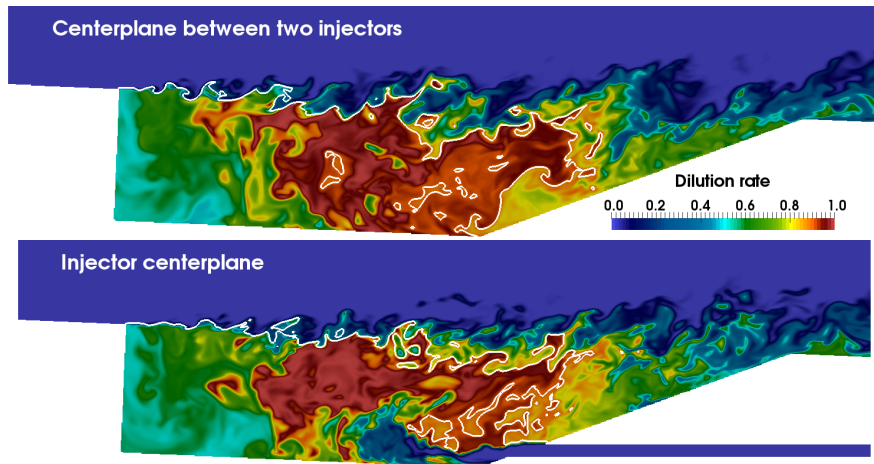 Centerplane between two injectors
Dilution rate
0.0 0.2 0.4 0.6 0.8 1.0
Injector centerplane